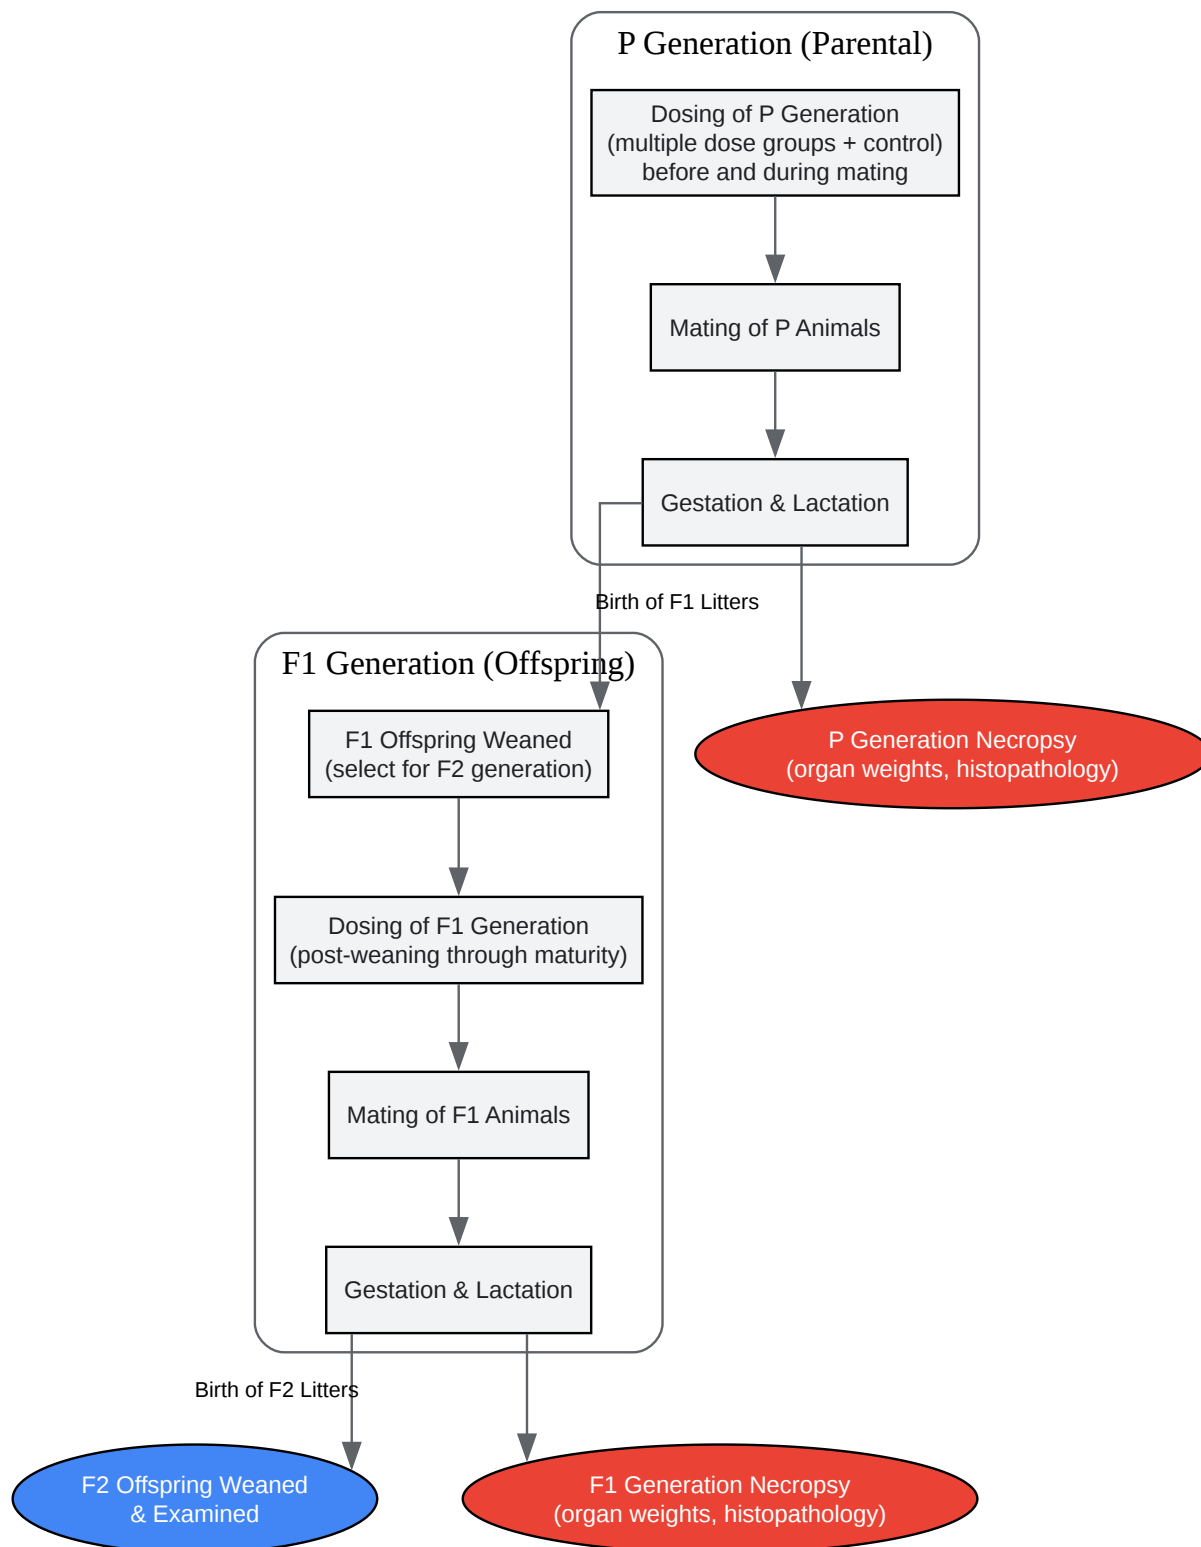 P Generation (Parental)
Dosing of P Generation
(multiple dose groups + control)
before and during mating
Mating of P Animals
Gestation & Lactation
Birth of F1 Litters
F1 Generation (Offspring)
F1 Offspring Weaned
(select for F2 generation)
P Generation Necropsy
(organ weights, histopathology)
Dosing of F1 Generation
(post-weaning through maturity)
Mating of F1 Animals
Gestation & Lactation
Birth of F2 Litters
F2 Offspring Weaned
& Examined
F1 Generation Necropsy
(organ weights, histopathology)